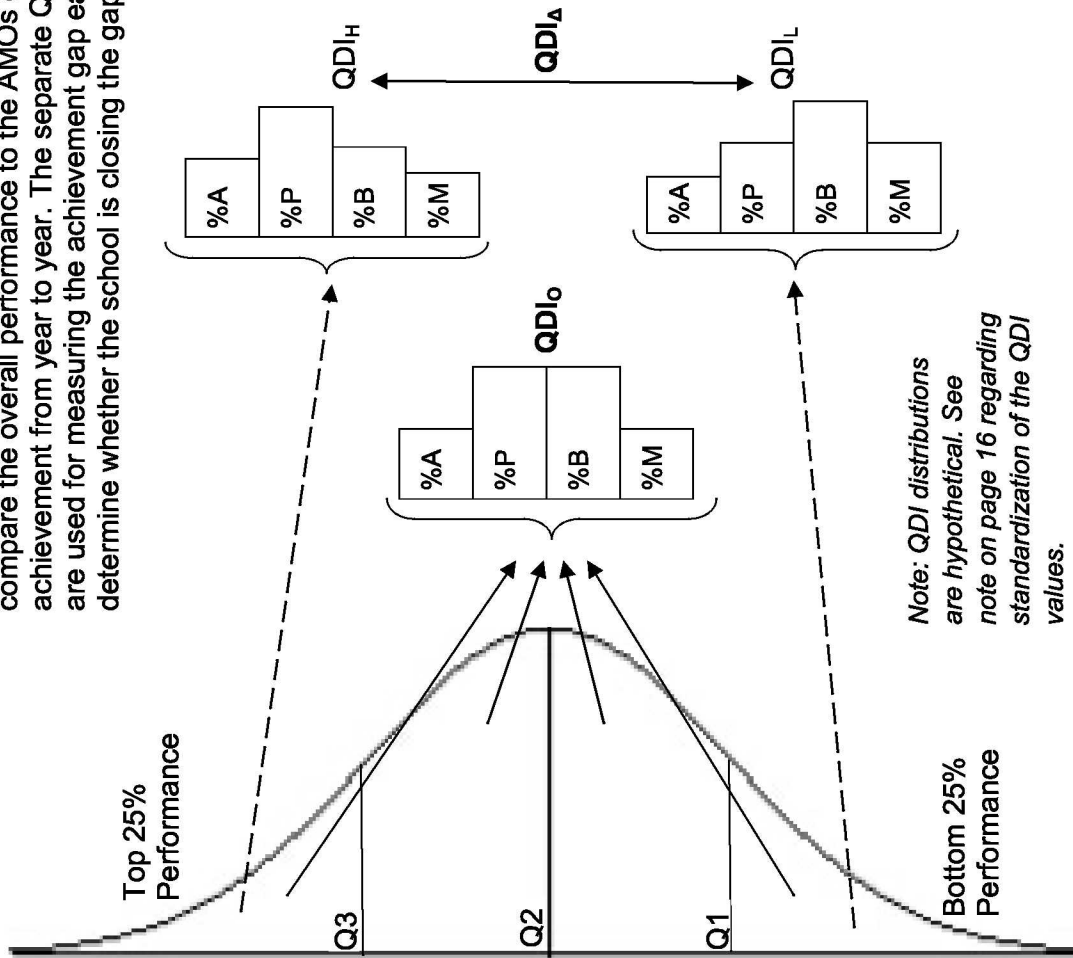 compare the overall performance to the AMOs
achievement from year to year. The separate
are used for measuring the achievement gap
determine whether the school is closing the
Top 25%
Performance
Q3
Q2
Q1
Bottom 25%
Performance
%A
%P
%B
%M
QDIO
%A
%P
%B
%M
QDIH
QDIΔ
%A
%P
%B
%M
QDIL
Note: QDI distributions
are hypothetical. See
note on page 16 regarding
standardization of the QDI
values.